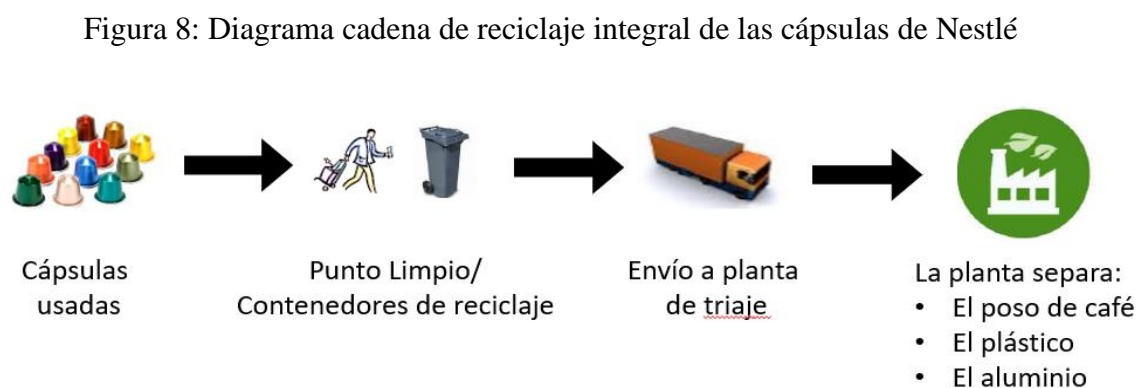 Figura 8: Diagrama cadena de reciclaje integral de las cápsulas de Nestlé
Cápsulas
usadas
Punto Limpio/
Contenedores de reciclaje
Envío a planta
de triaje
La planta separa:
• El poso de café
• El plástico
• El aluminio